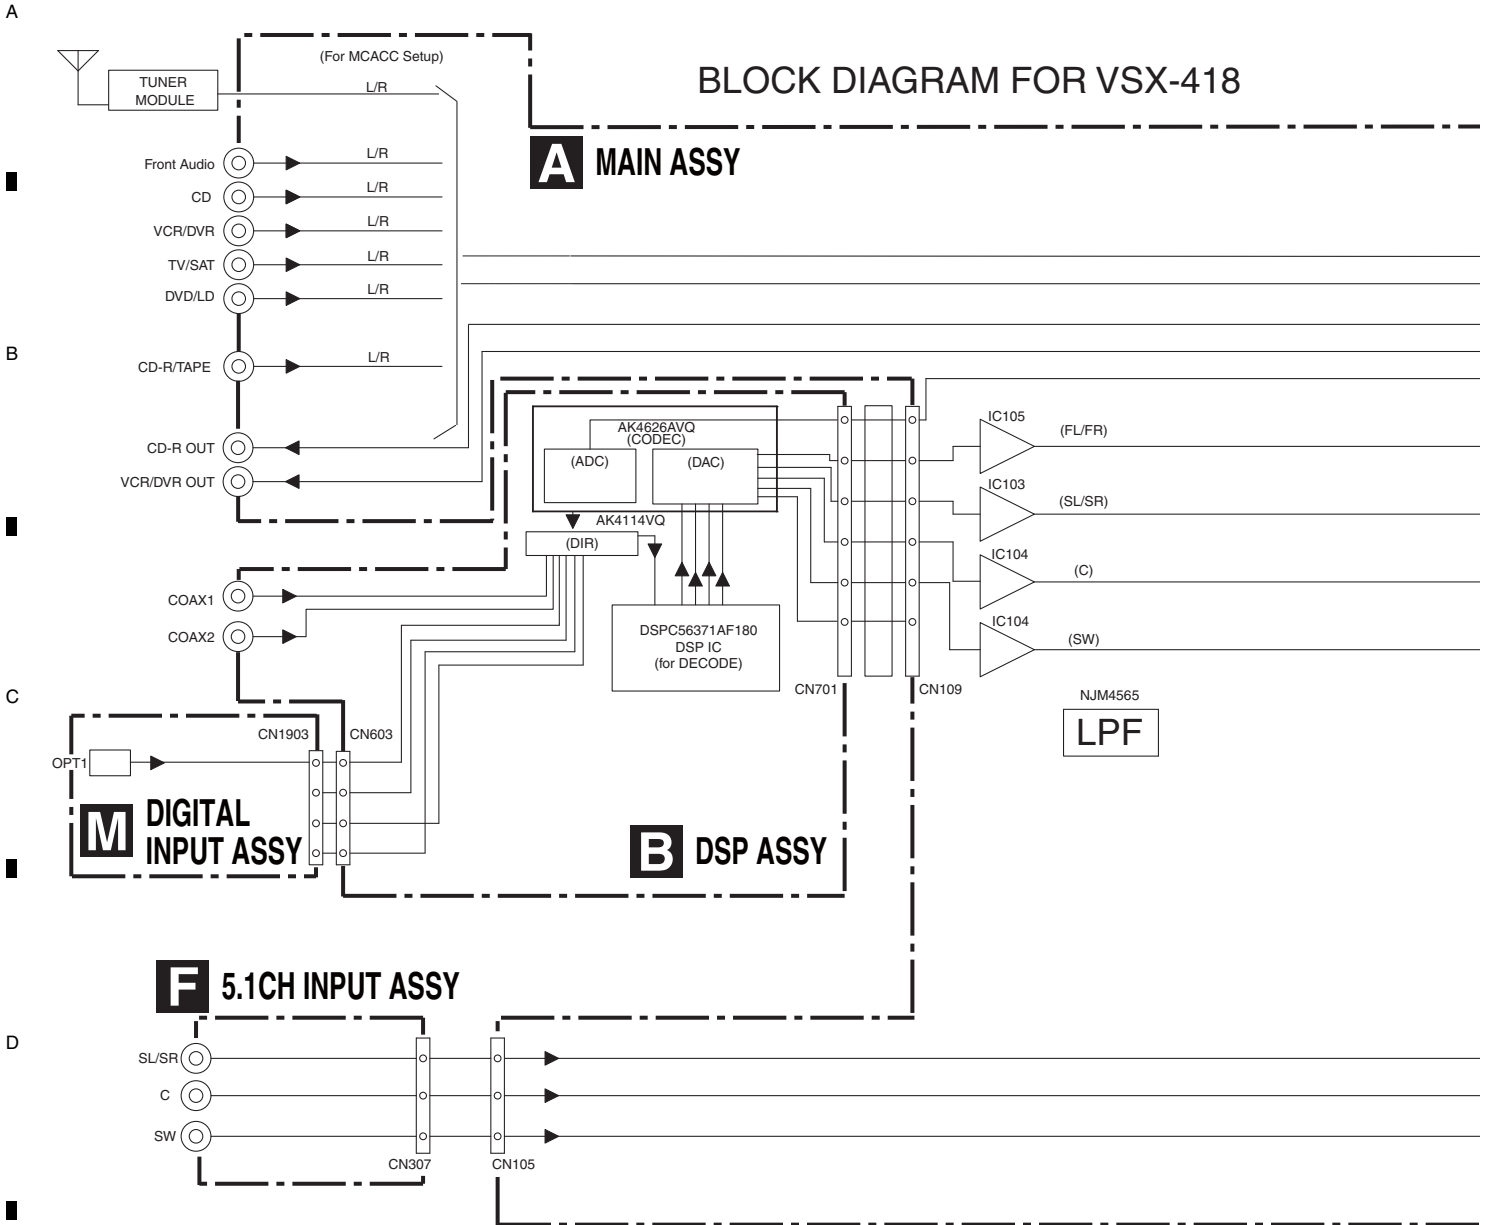 A
(For MCACC Setup)
BLOCK DIAGRAM FOR VSX-418
TUNER
MODULE
L/R
A MAIN ASSY
Front Audio
L/R
CD
L/R
VCR/DVR
L/R
TV/SAT
L/R
DVD/LD
L/R
B
CD-R/TAPE
L/R
CD-R OUT
VCR/DVR OUT
AK4626AVQ
(CODEC)
(ADC)
(DAC)
AK4114VQ
(DIR)
IC105
(FL/FR)
IC103
(SL/SR)
IC104
(C)
IC104
(SW)
COAX1
COAX2
DSPC56371AF180
DSP IC
(for DECODE)
CN701
CN109
C
NJM4565
LPF
CN1903
CN603
OPT1
M DIGITAL
INPUT ASSY
B DSP ASSY
F 5.1CH INPUT ASSY
D
SL/SR
C
SW
CN307
CN105